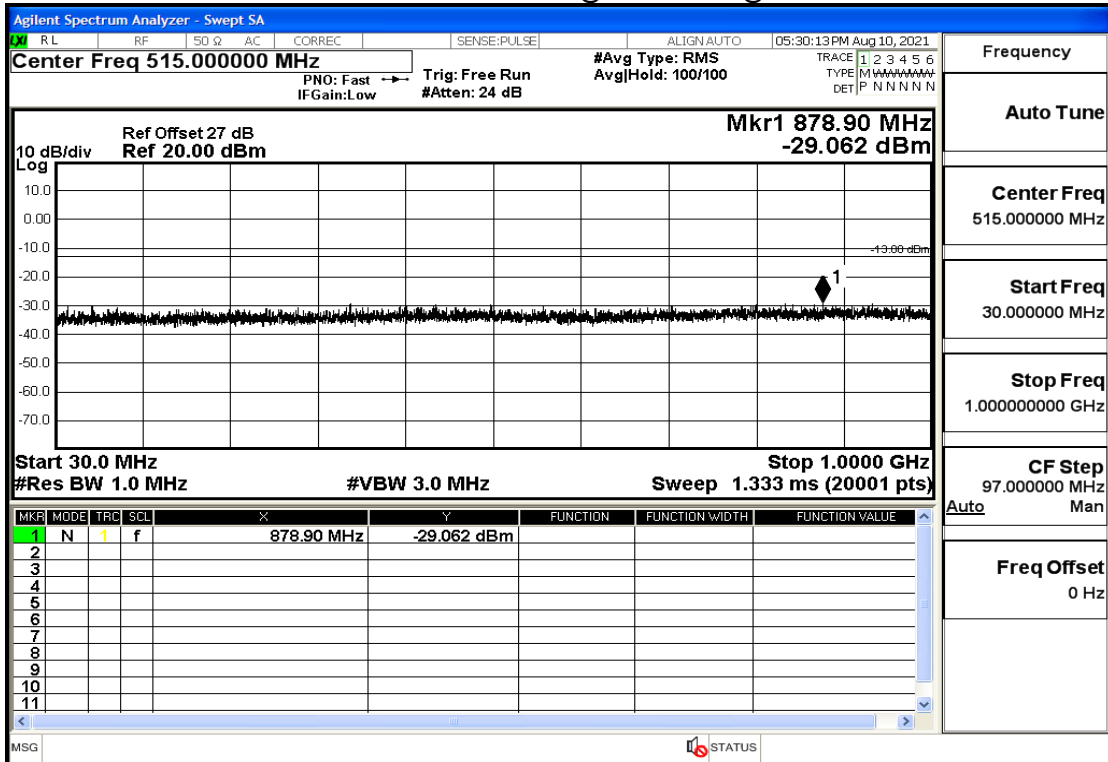 Agilent Spectrum Analyzer - Swept SA
LXI RL RF 50 Ω AC CORREC SENSE:PULSE ALIGN AUTO 05:30:13 PM Aug 10, 2021
Center Freq 515.000000 MHz
PNO: Fast
IFGain:Low
Trig: Free Run
#Atten: 24 dB
#Avg Type: RMS
Avg|Hold: 100/100
TRACE 1 2 3 4 5 6
TYPE M WWWWW
DET P N N N N N
Ref Offset 27 dB
10 dB/div Ref 20.00 dBm
Log
Mkr1 878.90 MHz
-29.062 dBm
10.0
0.00
-10.0
-13.00 dBm
-20.0
1
-30.0
-40.0
-50.0
-60.0
-70.0
Start 30.0 MHz Stop 1.0000 GHz
#Res BW 1.0 MHz #VBW 3.0 MHz Sweep 1.333 ms (20001 pts)
MKR MODE TRC SCL X Y FUNCTION FUNCTION WIDTH FUNCTION VALUE
1 N 1 f 878.90 MHz -29.062 dBm
2
3
4
5
6
7
8
9
10
11
MSG STATUS
Frequency
Auto Tune
Center Freq
515.000000 MHz
Start Freq
30.000000 MHz
Stop Freq
1.000000000 GHz
CF Step
97.000000 MHz
Auto Man
Freq Offset
0 Hz